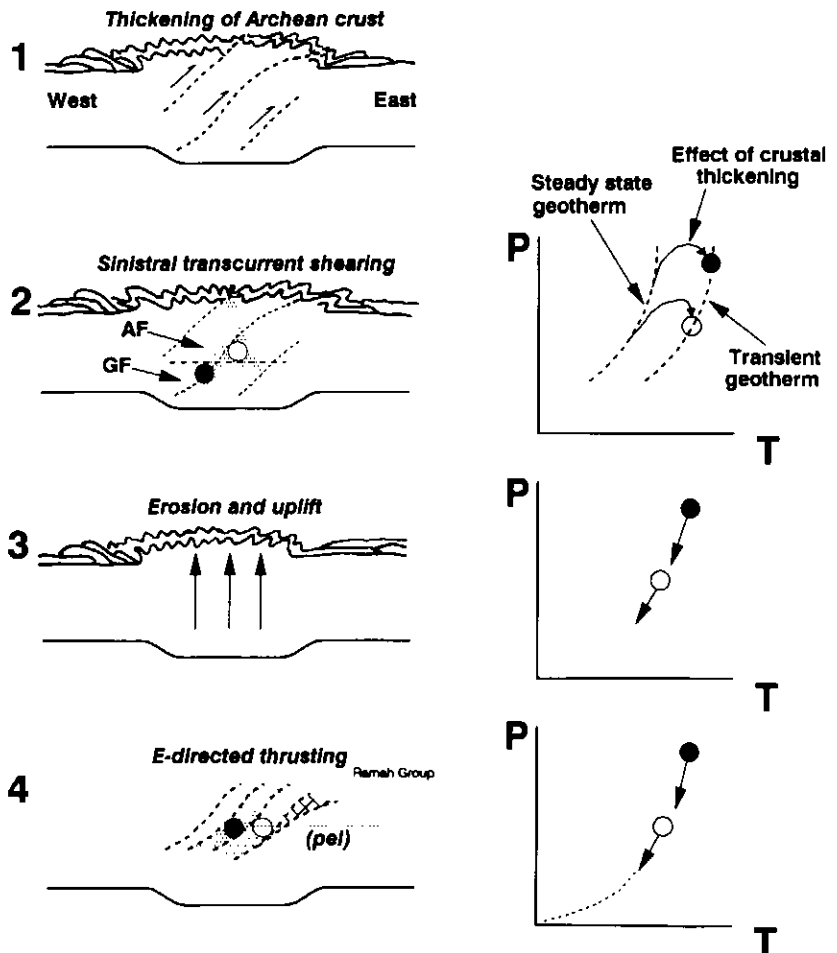 Thickening of Archean crust
1
West
East
Effect of crustal
thickening
Steady state
geotherm
P
Sinistral transcurrent shearing
2
AF
GF
Transient
geotherm
T
P
Erosion and uplift
3
T
P
E-directed thrusting
Ramah Group
4
(pel)
T